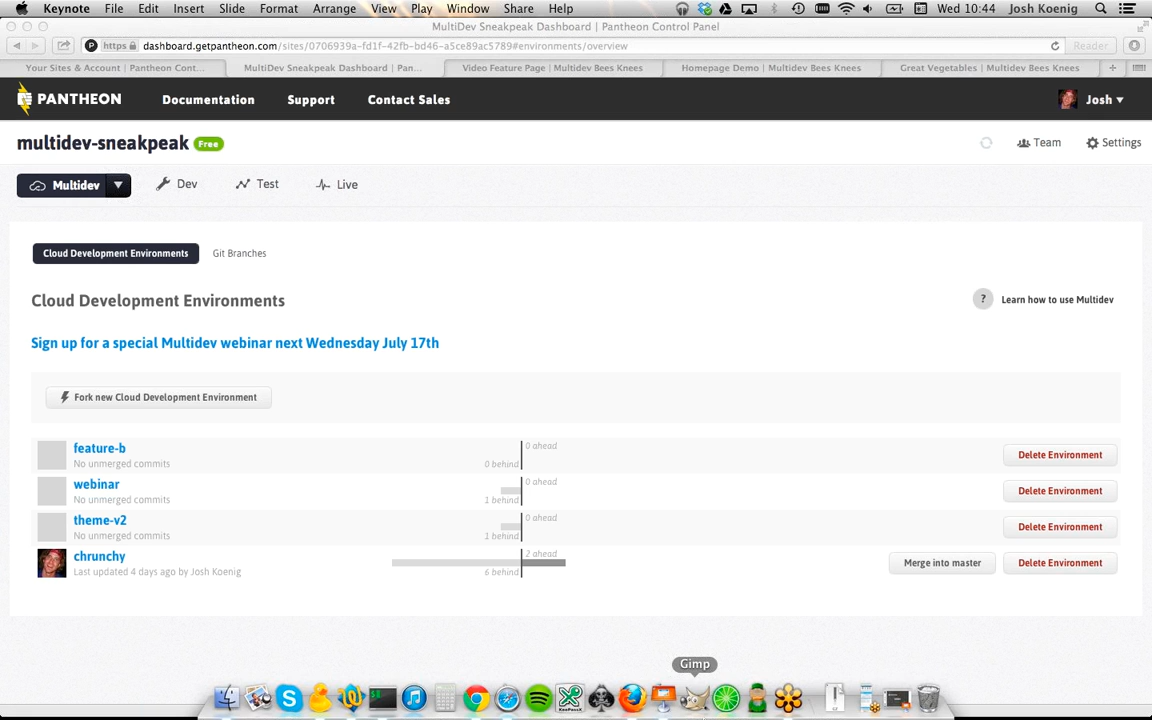 Keynote File Edit Insert Slide Format Arrange View Play Window Share Help Wed 10:44 Josh Koenig
MultiDev Sneakpeak Dashboard | Pantheon Control Panel
https dashboard.getpantheon.com/sites/0706939a-fd1f-42fb-bd46-a5ce89ac5789#environments/overview Reader
Your Sites & Account | Pantheon Cont... MultiDev Sneakpeak Dashboard | Pan... Video Feature Page | Multidev Bees Knees Homepage Demo | Multidev Bees Knees Great Vegetables | Multidev Bees Knees
PANTHEON Documentation Support Contact Sales Josh
multidev-sneakpeak Free Team Settings
Multidev Dev Test Live
Cloud Development Environments Git Branches
Cloud Development Environments ? Learn how to use Multidev
Sign up for a special Multidev webinar next Wednesday July 17th
Fork new Cloud Development Environment
feature-b 0 ahead
No unmerged commits 0 behind Delete Environment
webinar 0 ahead
No unmerged commits 1 behind Delete Environment
theme-v2 0 ahead
No unmerged commits 1 behind Delete Environment
chrunchy 2 ahead
Last updated 4 days ago by Josh Koenig 6 behind Merge into master Delete Environment
Gimp